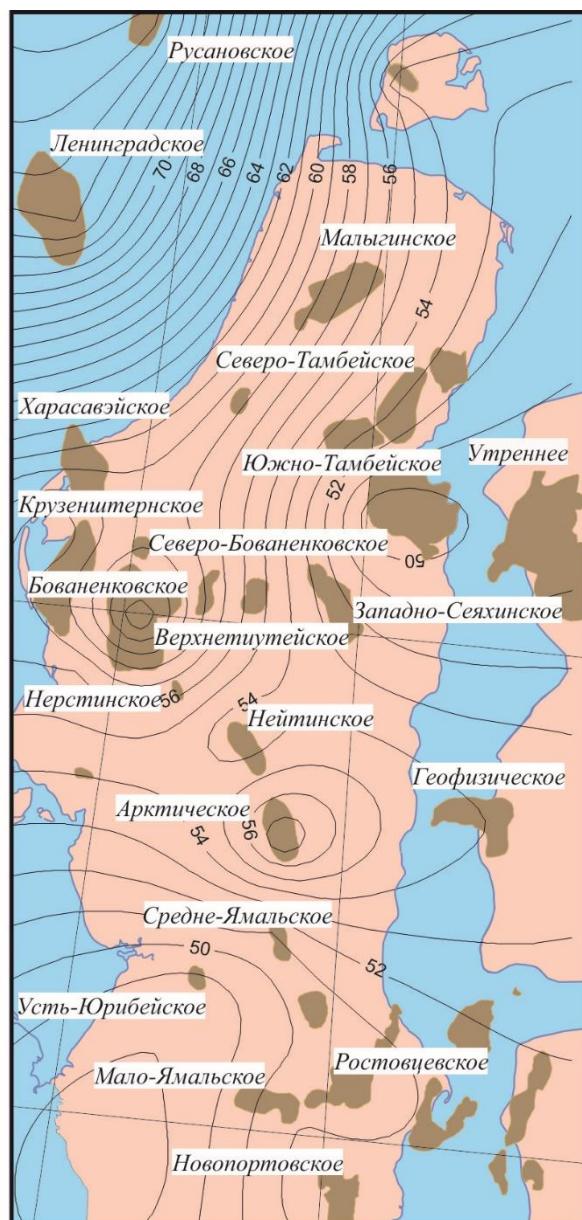 Русановское
Ленинградское
70
68
66
64
62
60
58
56
Малыгинское
54
Северо-Тамбейское
Харасавэйское
Южно-Тамбейское
Утреннее
52
Крузенштернское
Северо-Бованенковское
50
Бованенковское
Западно-Сеяхинское
Верхнетиутейское
Нерстинское
56
54
Нейтинское
Геофизическое
Арктическое
56
54
Средне-Ямальское
50
52
Усть-Юрибейское
Ростовцевское
Мало-Ямальское
Новопортовское